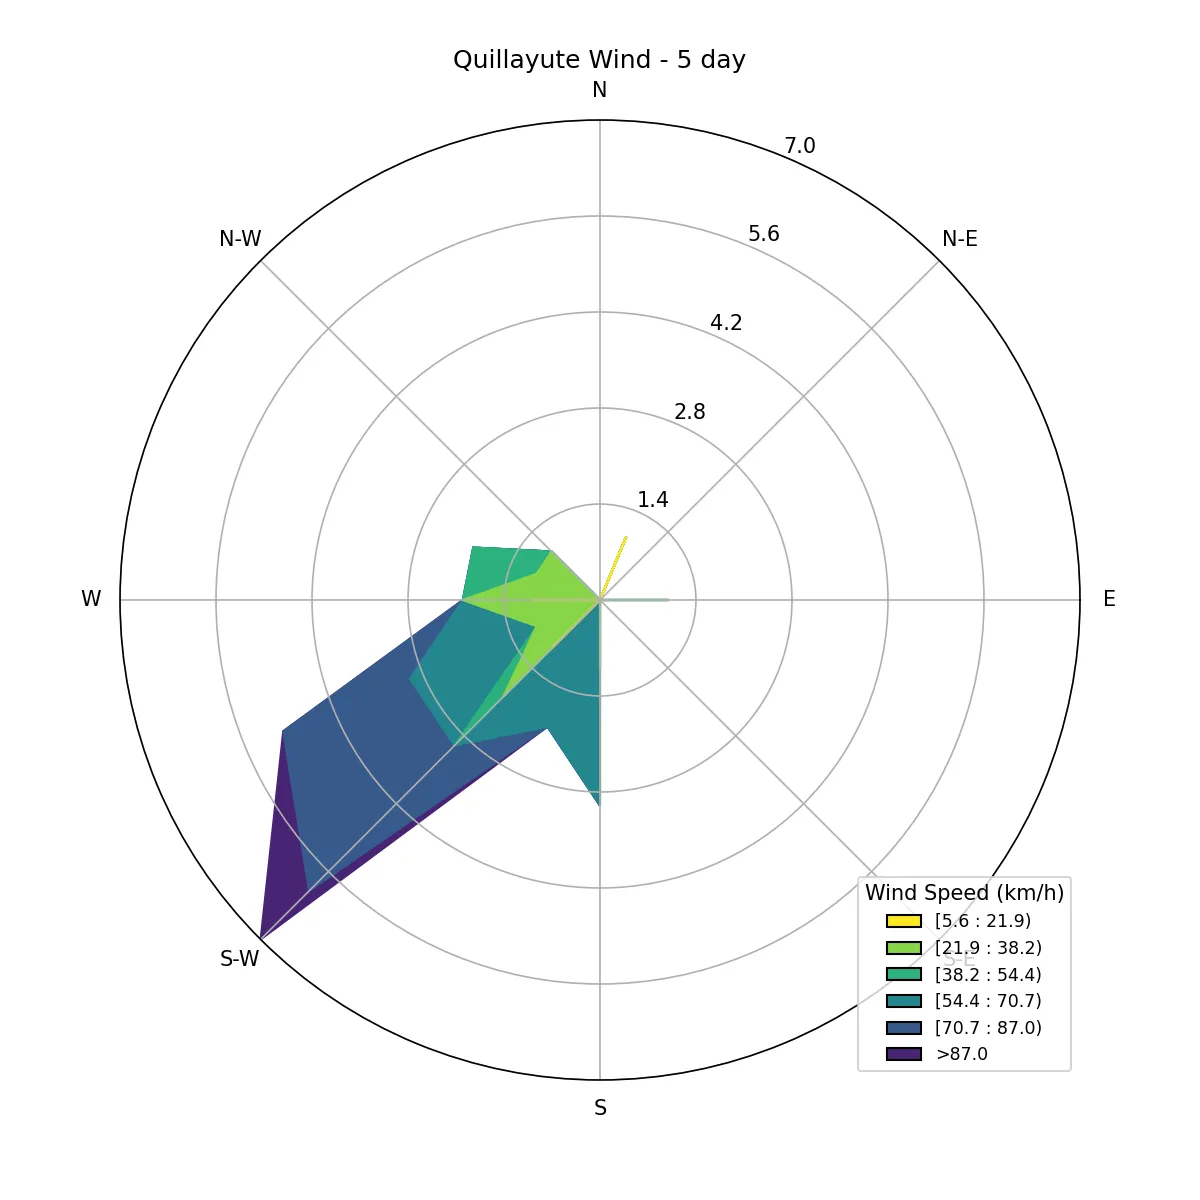 Quillayute Wind - 5 day
N
7.0
5.6
N-W
N-E
4.2
2.8
1.4
W
E
Wind Speed (km/h)
[5.6 : 21.9)
[21.9 : 38.2)
S-W
S-E
[38.2 : 54.4)
[54.4 : 70.7)
[70.7 : 87.0)
>87.0
S